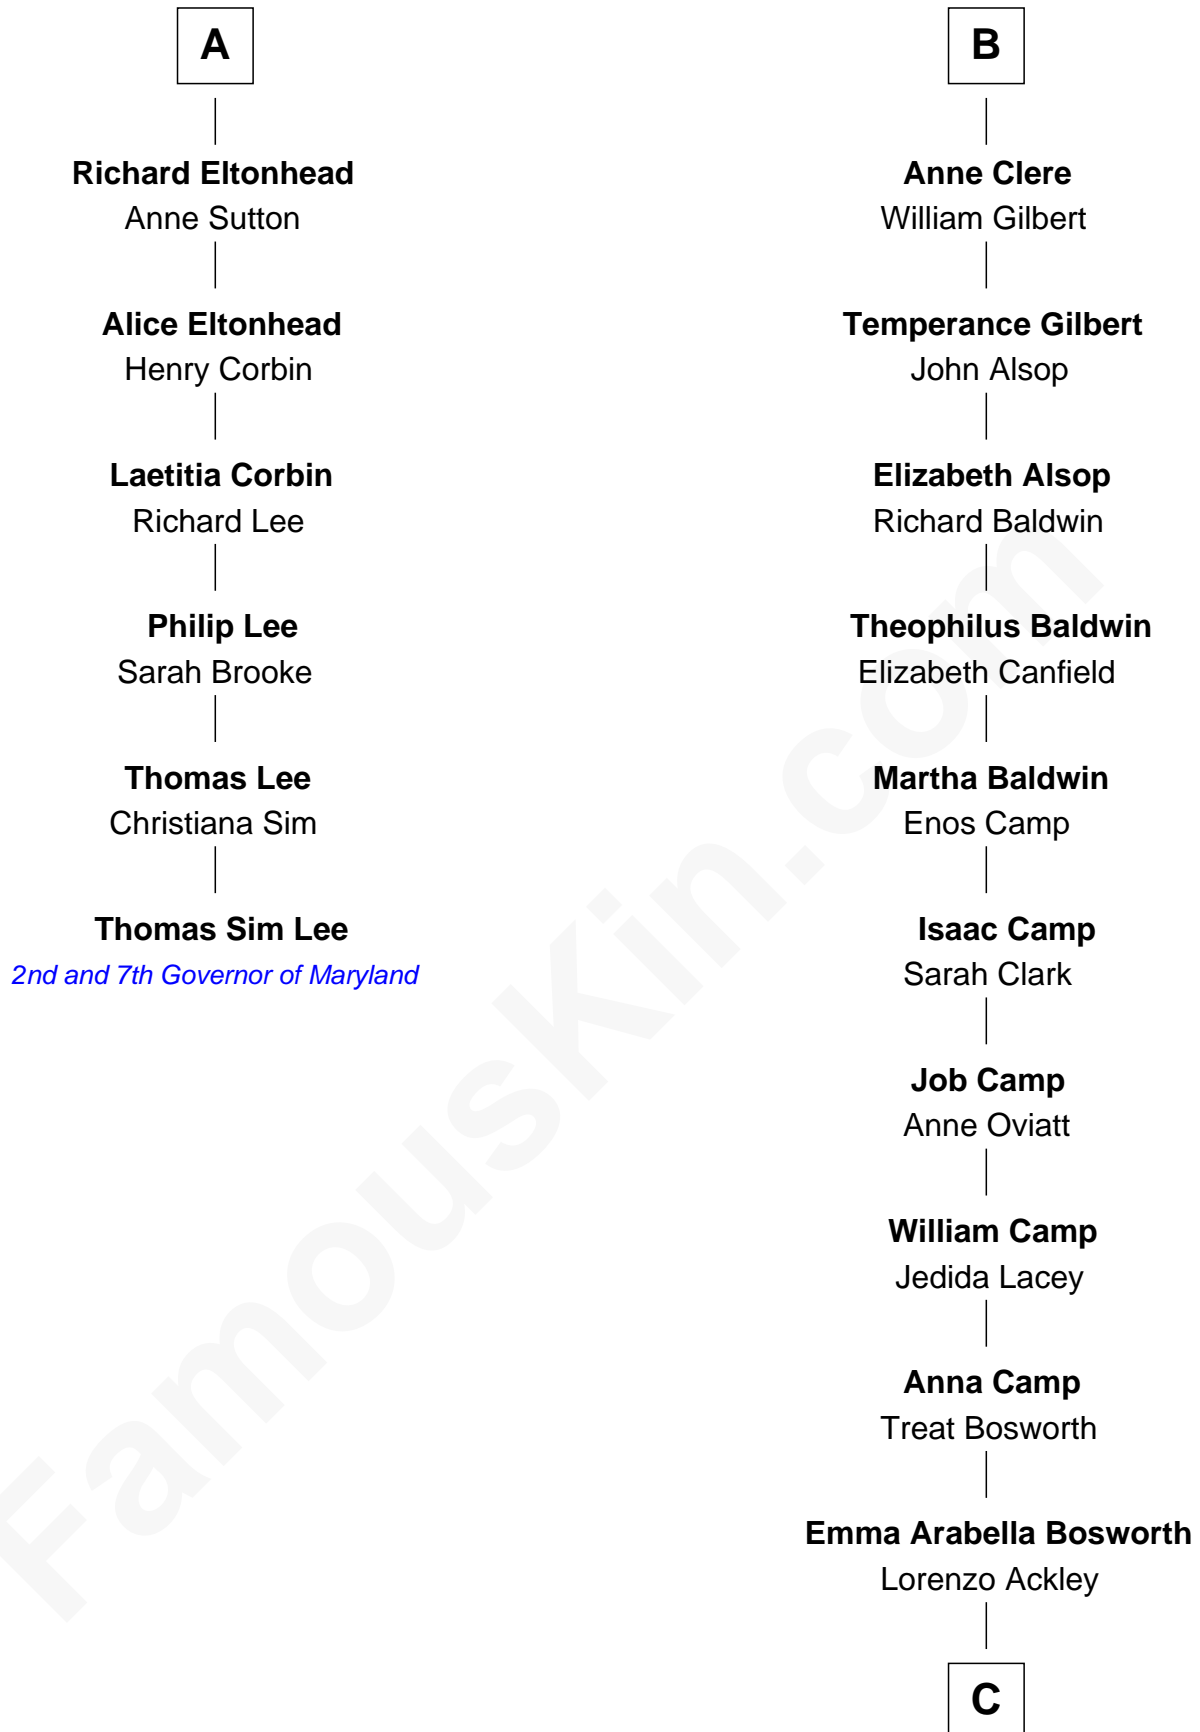 A
Richard Eltonhead
Anne Sutton
Alice Eltonhead
Henry Corbin
Laetitia Corbin
Richard Lee
Philip Lee
Sarah Brooke
Thomas Lee
Christiana Sim
Thomas Sim Lee
2nd and 7th Governor of Maryland
B
Anne Clere
William Gilbert
Temperance Gilbert
John Alsop
Elizabeth Alsop
Richard Baldwin
Theophilus Baldwin
Elizabeth Canfield
Martha Baldwin
Enos Camp
Isaac Camp
Sarah Clark
Job Camp
Anne Oviatt
William Camp
Jedida Lacey
Anna Camp
Treat Bosworth
Emma Arabella Bosworth
Lorenzo Ackley
C
FamousKin.com